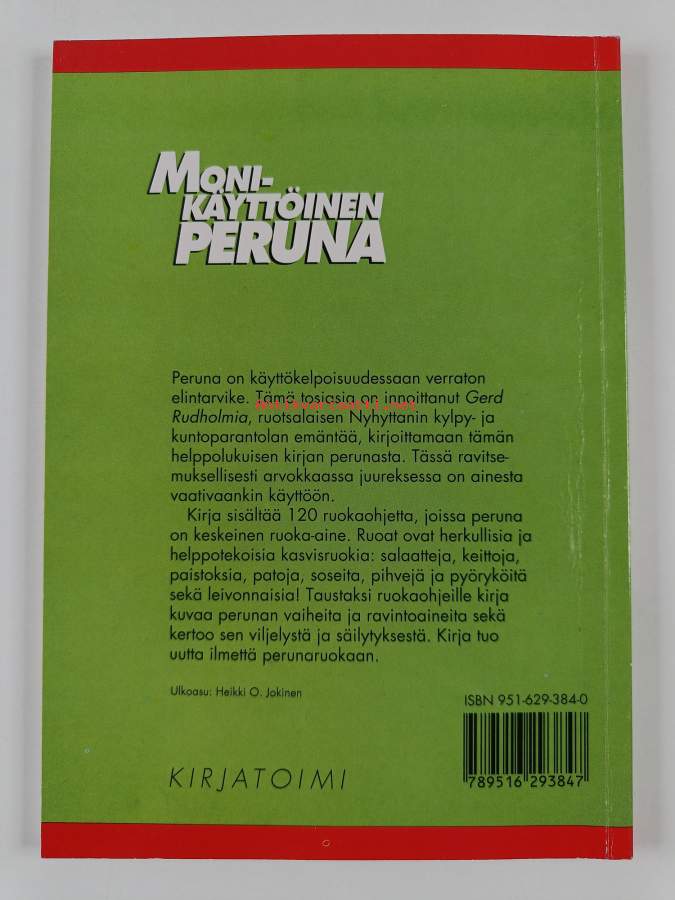 MONI-
KÄYTTÖINEN
PERUNA
Peruna on käyttökelpoisuudessaan verraton
elintarvike. Tämä tosiasia on innoittanut Gerd
antikvariaatti.net
Rudholmia, ruotsalaisen Nyhyttanin kylpy- ja
kuntoparantolan emäntää, kirjoittamaan tämän
helppolukuisen kirjan perunasta. Tässä ravitse-
muksellisesti arvokkaassa juureksessa on ainesta
vaativaankin käyttöön.
Kirja sisältää 120 ruokaohjetta, joissa peruna
on keskeinen ruoka-aine. Ruoat ovat herkullisia ja
helppotekoisia kasvisruokia: salaatteja, keittoja,
paistoksia, patoja, soseita, pihvejä ja pyöryköitä
sekä leivonnaisia! Taustaksi ruokaohjeille kirja
kuvaa perunan vaiheita ja ravintoaineita sekä
kertoo sen viljelystä ja säilytyksestä. Kirja tuo
uutta ilmettä perunaruokaan.
Ulkoasu: Heikki O. Jokinen
ISBN 951-629-384-0
KIRJATOIMI
789516 293847